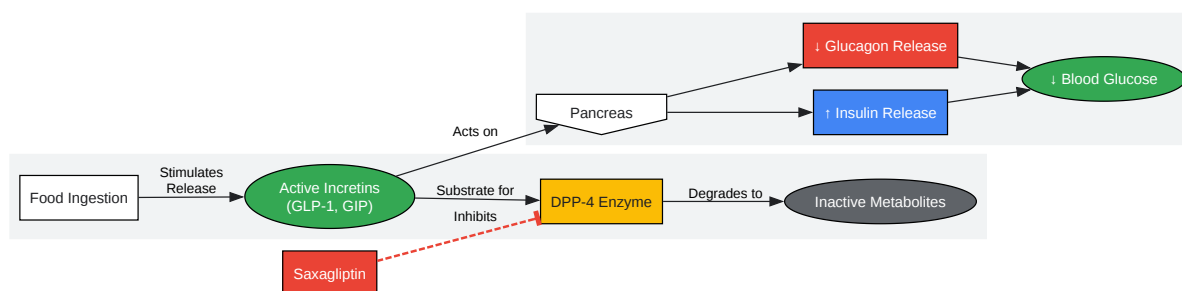 ↓ Glucagon Release
↓ Blood Glucose
Pancreas
↑ Insulin Release
Acts on
Food Ingestion
Stimulates
Release
Active Incretins
(GLP-1, GIP)
Substrate for
Inhibits
DPP-4 Enzyme
Degrades to
Inactive Metabolites
Saxagliptin